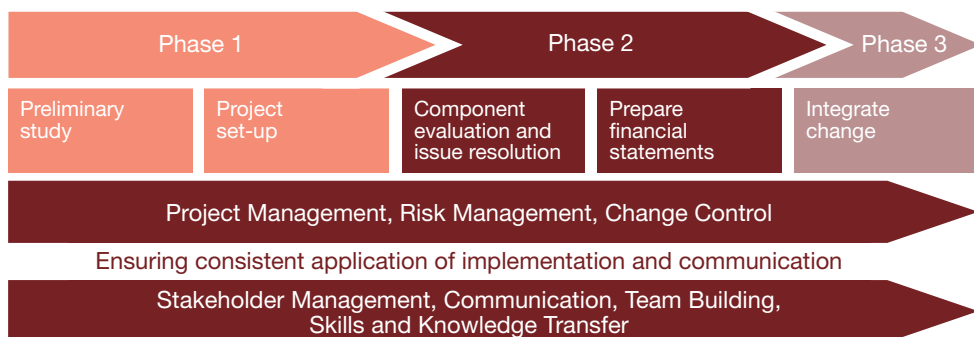 Phase 1
Phase 2
Phase 3
Preliminary
study
Project
set-up
Component
evaluation and
issue resolution
Prepare
financial
statements
Integrate
change
Project Management, Risk Management, Change Control
Ensuring consistent application of implementation and communication
Stakeholder Management, Communication, Team Building,
Skills and Knowledge Transfer